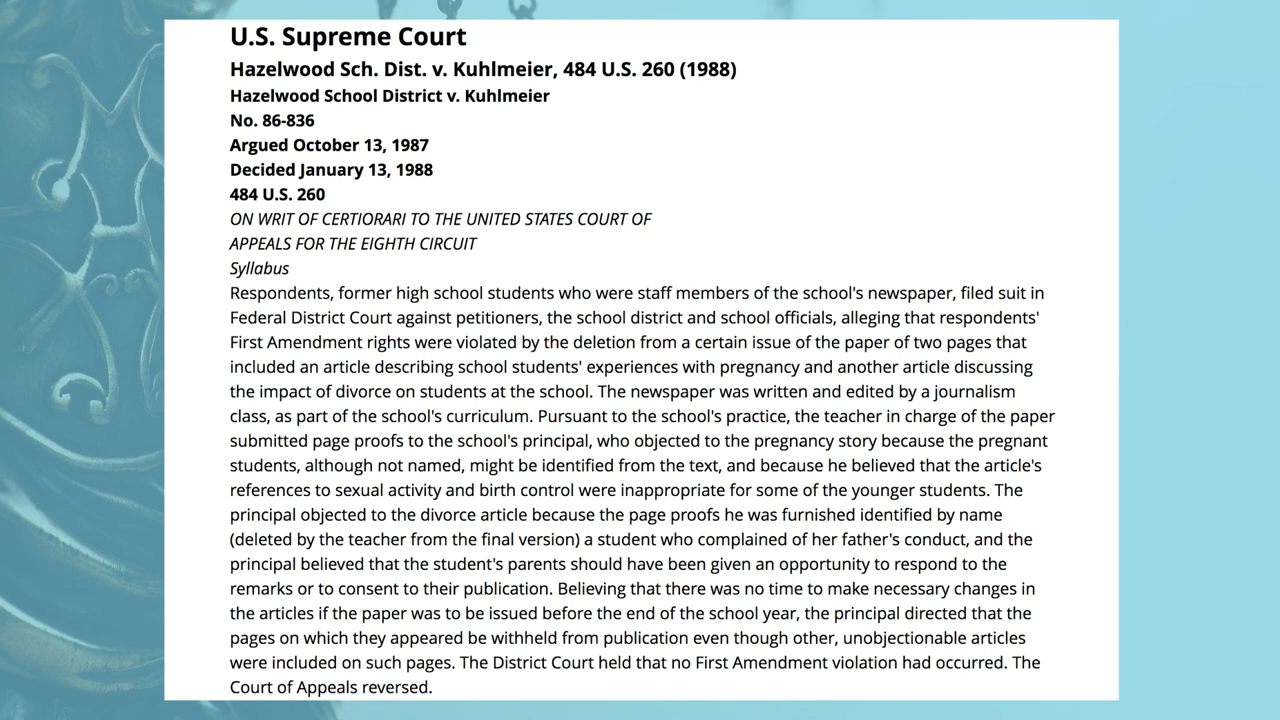 U.S. Supreme Court
Hazelwood Sch. Dist. v. Kuhlmeier, 484 U.S. 260 (1988)
Hazelwood School District v. Kuhlmeier
No. 86-836
Argued October 13, 1987
Decided January 13, 1988
484 U.S. 260
ON WRIT OF CERTIORARI TO THE UNITED STATES COURT OF
APPEALS FOR THE EIGHTH CIRCUIT
Syllabus
Respondents, former high school students who were staff members of the school's newspaper, filed suit in
Federal District Court against petitioners, the school district and school officials, alleging that respondents'
First Amendment rights were violated by the deletion from a certain issue of the paper of two pages that
included an article describing school students' experiences with pregnancy and another article discussing
the impact of divorce on students at the school. The newspaper was written and edited by a journalism
class, as part of the school's curriculum. Pursuant to the school's practice, the teacher in charge of the paper
submitted page proofs to the school's principal, who objected to the pregnancy story because the pregnant
students, although not named, might be identified from the text, and because he believed that the article's
references to sexual activity and birth control were inappropriate for some of the younger students. The
principal objected to the divorce article because the page proofs he was furnished identified by name
(deleted by the teacher from the final version) a student who complained of her father's conduct, and the
principal believed that the student's parents should have been given an opportunity to respond to the
remarks or to consent to their publication. Believing that there was no time to make necessary changes in
the articles if the paper was to be issued before the end of the school year, the principal directed that the
pages on which they appeared be withheld from publication even though other, unobjectionable articles
were included on such pages. The District Court held that no First Amendment violation had occurred. The
Court of Appeals reversed.